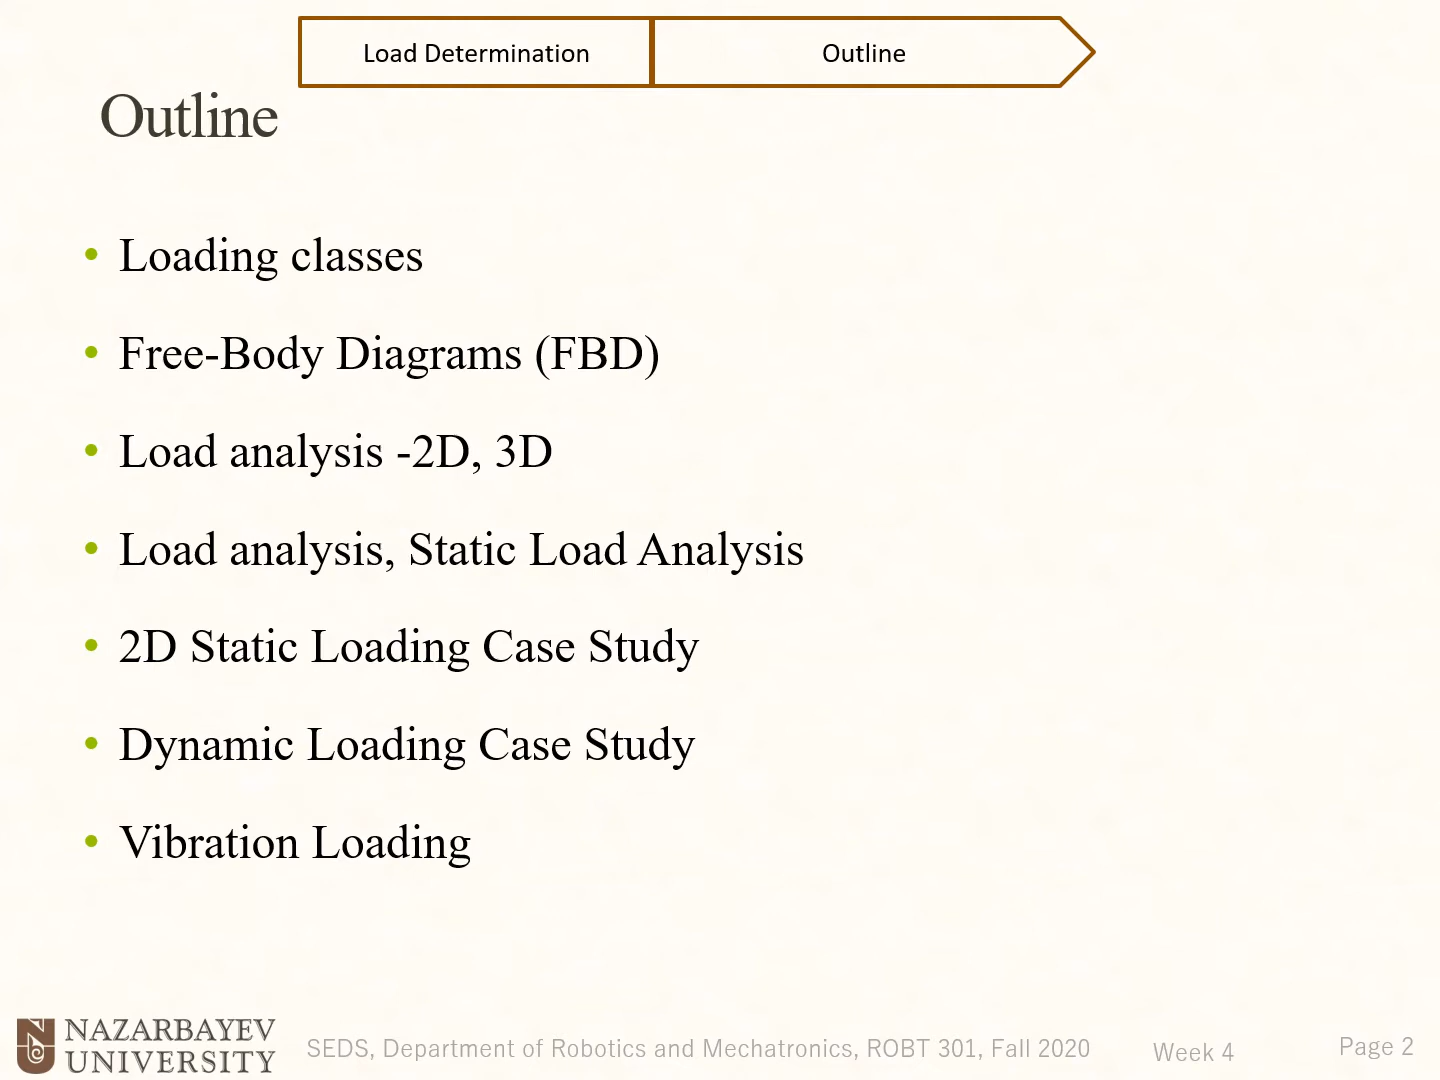 Load Determination
Outline
Outline
• Loading classes
• Free-Body Diagrams (FBD)
• Load analysis -2D, 3D
• Load analysis, Static Load Analysis
• 2D Static Loading Case Study
• Dynamic Loading Case Study
• Vibration Loading
NAZARBAYEV
UNIVERSITY
SEDS, Department of Robotics and Mechatronics, ROBT 301, Fall 2020
Week 4
Page 2